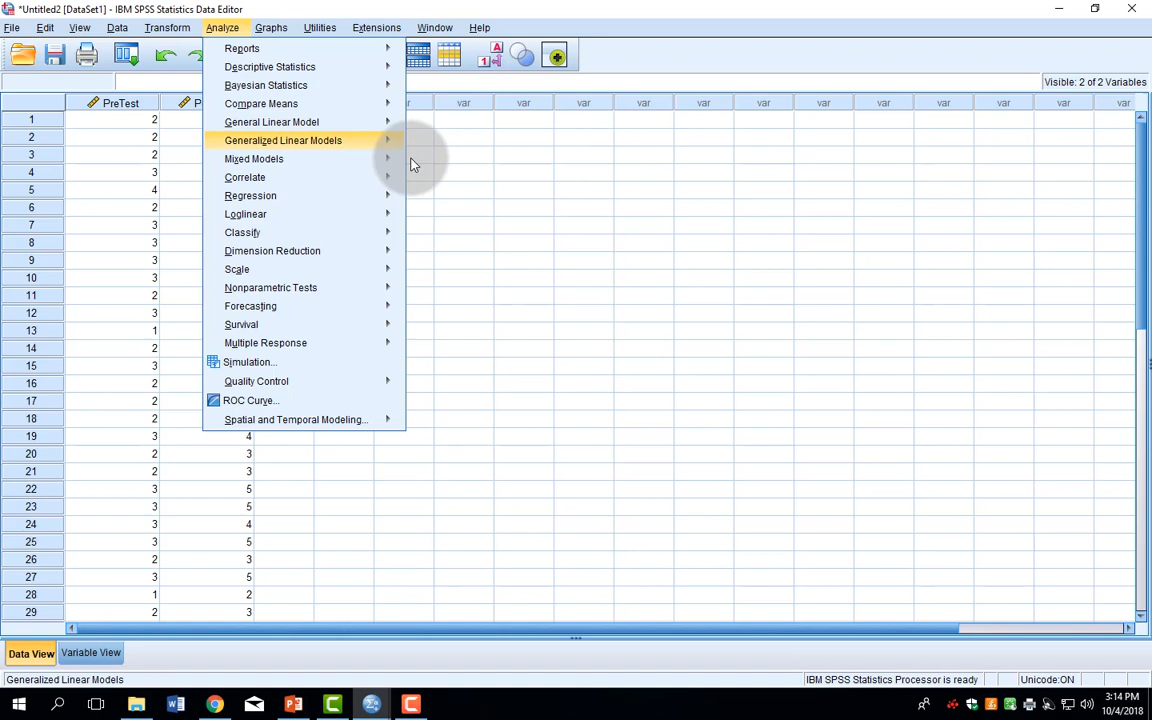 *Untitled2 [DataSet1] - IBM SPSS Statistics Data Editor
File Edit View Data Transform Analyze Graphs Utilities Extensions Window Help
Visible: 2 of 2 Variables
PreTest P var var var var var var var var var var var var var
Reports
Descriptive Statistics
Bayesian Statistics
Compare Means
General Linear Model
Generalized Linear Models
Mixed Models
Correlate
Regression
Loglinear
Classify
Dimension Reduction
Scale
Nonparametric Tests
Forecasting
Survival
Multiple Response
Simulation...
Quality Control
ROC Curve...
Spatial and Temporal Modeling...
1 2
2 2
3 2
4 3
5 4
6 2
7 3
8 3
9 3
10 3
11 2
12 3
13 1
14 2
15 3
16 2
17 2
18 2
19 3 4
20 2 3
21 2 3
22 3 5
23 3 5
24 3 4
25 3 5
26 2 3
27 3 5
28 1 2
29 2 3
Data View Variable View
Generalized Linear Models IBM SPSS Statistics Processor is ready Unicode:ON
3:14 PM
10/4/2018